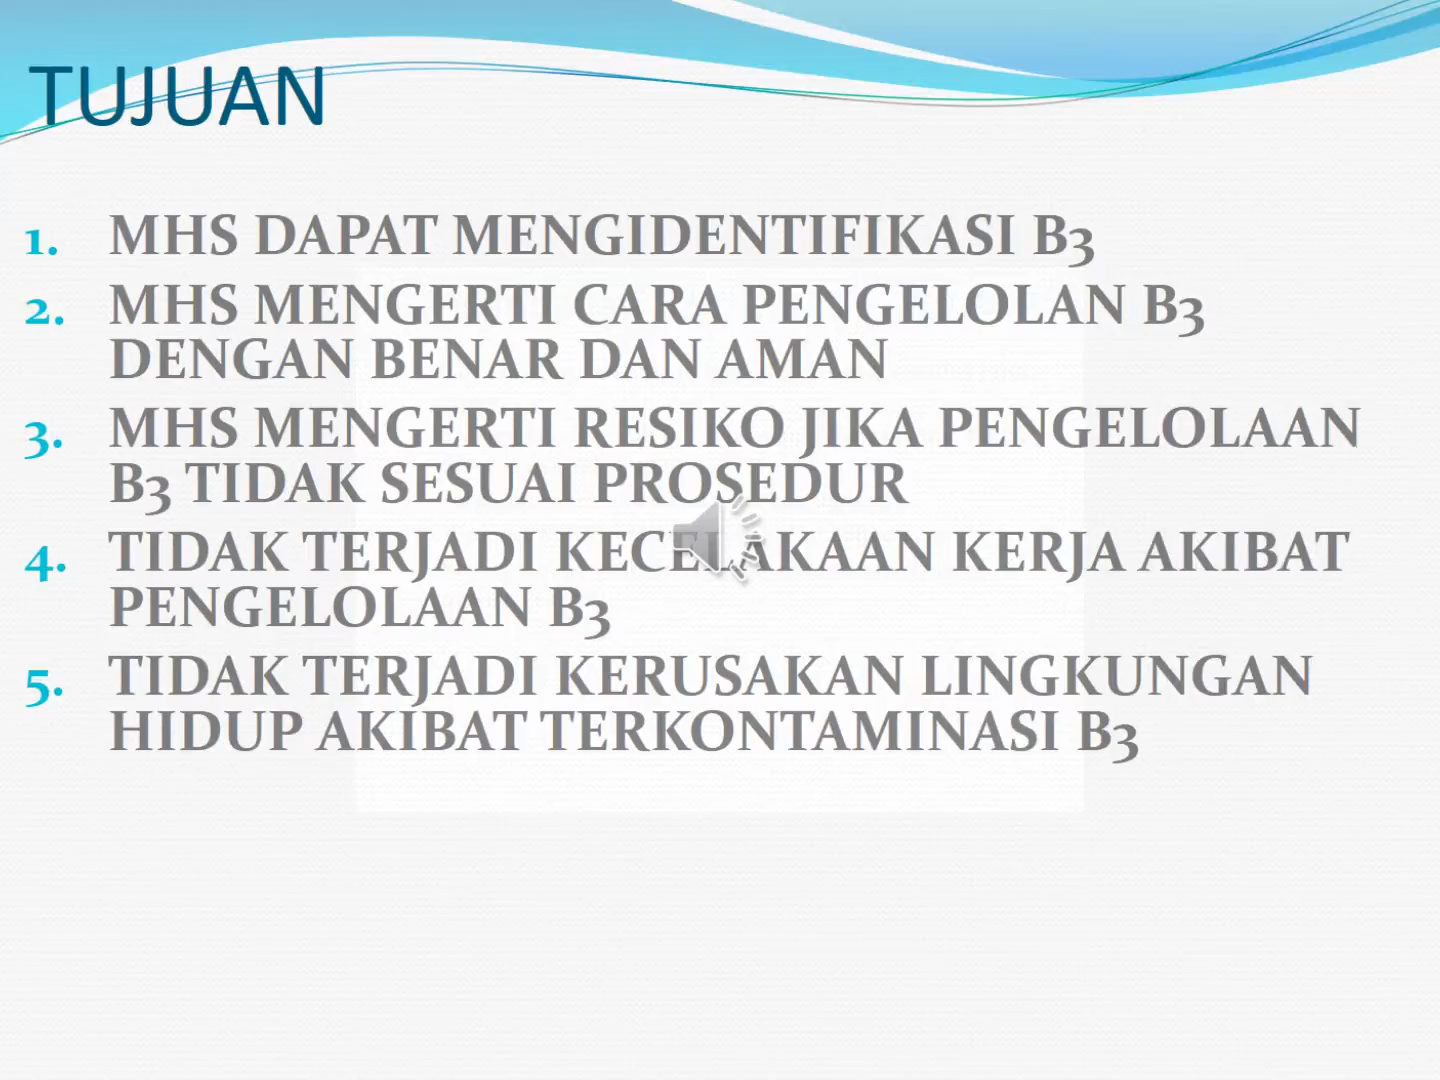 TUJUAN
1. MHS DAPAT MENGIDENTIFIKASI B3
2. MHS MENGERTI CARA PENGELOLAN B3
DENGAN BENAR DAN AMAN
3. MHS MENGERTI RESIKO JIKA PENGELOLAAN
B3 TIDAK SESUAI PROSEDUR
4. TIDAK TERJADI KECELAKAAN KERJA AKIBAT
PENGELOLAAN B3
5. TIDAK TERJADI KERUSAKAN LINGKUNGAN
HIDUP AKIBAT TERKONTAMINASI B3